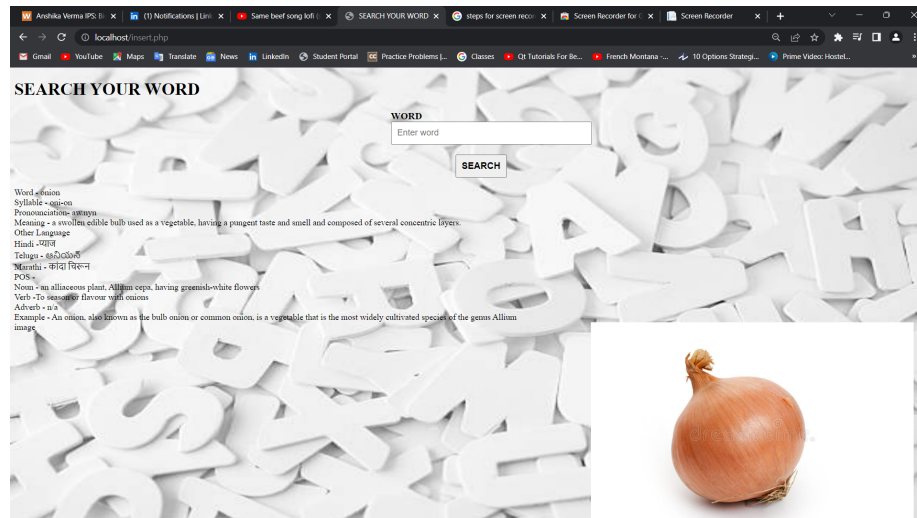 Anshika Verma IPS: Bi
(1) Notifications | Link
Same beef song lofi (
SEARCH YOUR WORD
steps for screen recor
Screen Recorder for C
Screen Recorder
localhost/insert.php
Gmail
YouTube
Maps
Translate
News
LinkedIn
Student Portal
Practice Problems |...
Classes
Qt Tutorials For Be...
French Montana -...
10 Options Strategi...
Prime Video: Hostel...
SEARCH YOUR WORD
WORD
Enter word
SEARCH
Word - onion
Syllable - oni-on
Pronounciation- awnyn
Meaning - a swollen edible bulb used as a vegetable, having a pungent taste and smell and composed of several concentric layers.
Other Language
Hindi -प्याज
Telugu - ఉనియన్
Marathi - कांदा चिरून
POS -
Noun - an alliaceous plant, Allium cepa, having greenish-white flowers
Verb -To season or flavour with onions
Adverb - n/a
Example - An onion, also known as the bulb onion or common onion, is a vegetable that is the most widely cultivated species of the genus Allium
image